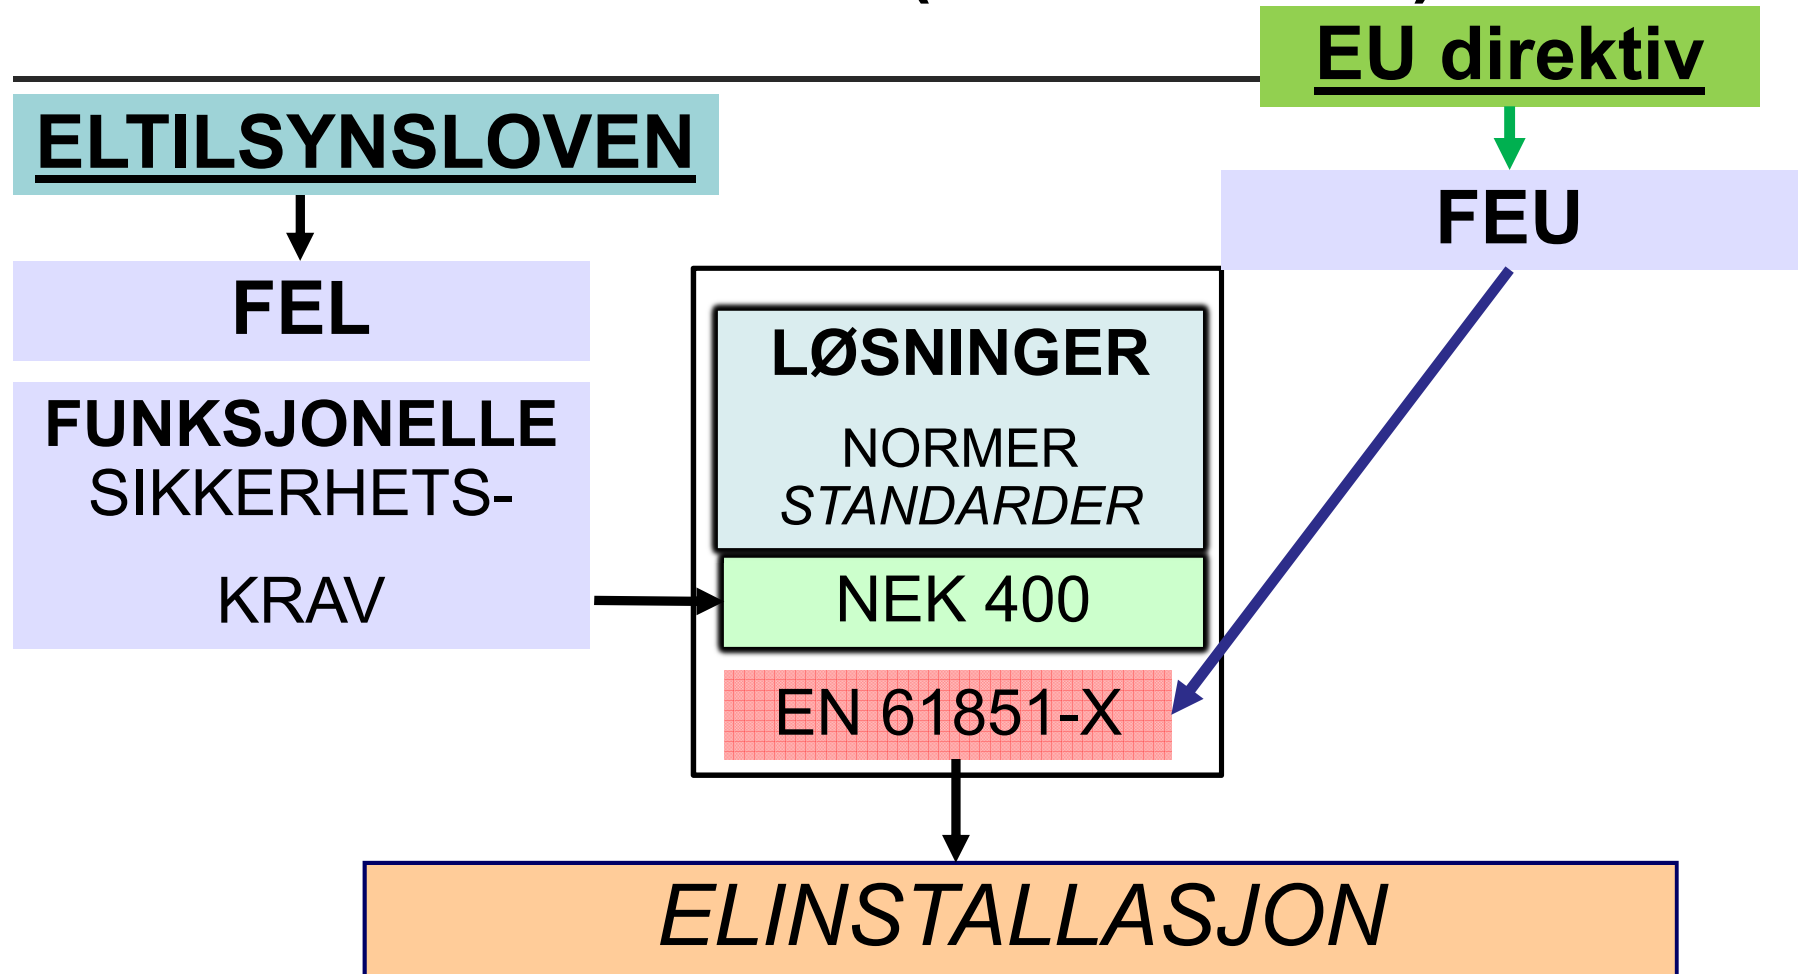 EU direktiv
ELTILSYNSLOVEN
FEU
FEL
LØSNINGER
NORMER
STANDARDER
FUNKSJONELLE
SIKKERHETS-
KRAV
NEK 400
EN 61851-X
ELINSTALLASJON